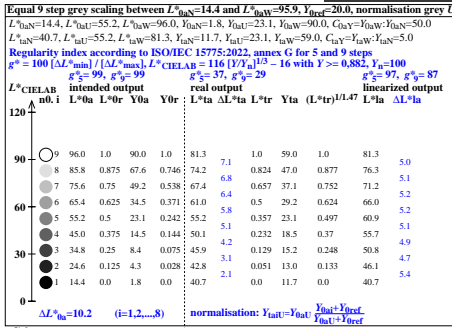 Equal 9 step grey scaling between L*0aN=14.4 and L*0aW=95.9, Y0ref=20.0, normalisation grey U
L*0aN=14.4, L*0aU=55.2, L*0aW=96.0, Y0aN=1.8, Y0aU=23.1, Y0aW=90.0, C0aY=Y0aW:Y0aN=50.0
L*taN=40.7, L*taU=55.2, L*taW=81.3, YtaN=11.7, YtaU=23.1, YtaW=59.0, CtaY=YtaW:YtaN=5.0
Regularity index according to ISO/IEC 15775:2022, annex G for 5 and 9 steps
g* = 100 [ΔL*min] / [ΔL*max], L*CIELAB = 116 [Y/Yn]1/3 − 16 with Y >= 0,882, Yn=100
g*5= 99, g*9= 99 g*5= 37, g*9= 29 g*5= 97, g*9= 87
L*CIELAB intended output real output linearized output
n0. i L*0a L*0r Y0a Y0r L*ta ΔL*ta L*tr Yta (L*tr)1/1.47 L*la ΔL*la
120
90
9 96.0 1.0 90.0 1.0 81.3 1.0 59.0 1.0 81.3
7.1 5.0
8 85.8 0.875 67.6 0.746 74.2 0.824 47.0 0.877 76.3
6.8 5.1
7 75.6 0.75 49.2 0.538 67.4 0.657 37.1 0.752 71.2
6.4 5.2
60
6 65.4 0.625 34.5 0.371 61.0 0.5 29.2 0.624 66.0
5.8 5.2
5 55.2 0.5 23.1 0.242 55.2 0.357 23.1 0.497 60.9
5.1 5.2
4 45.0 0.375 14.5 0.144 50.1 0.232 18.5 0.37 55.7
4.2 4.9
3 34.8 0.25 8.4 0.075 45.9 0.129 15.2 0.248 50.8
30
3.1 4.7
2 24.6 0.125 4.3 0.028 42.8 0.051 13.0 0.133 46.1
2.1 5.4
1 14.4 0.0 1.8 0.0 40.7 0.0 11.7 0.0 40.7
0
ΔL*0a=10.2 (i=1,2,...,8) normalisation: YtaiU=Y0aU (Y0ai+Y0ref)/(Y0aU+Y0ref)